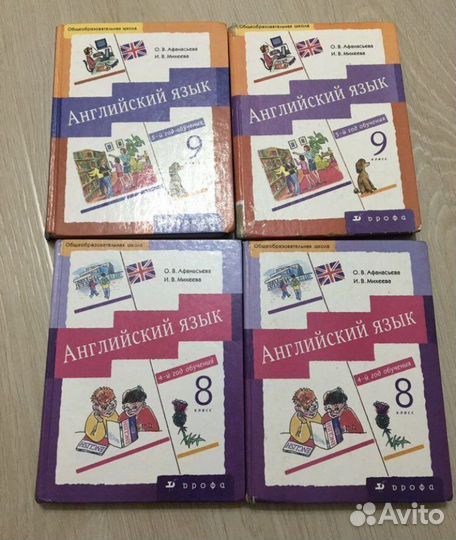 Общеобразовательная школа
О. В. Афанасьева
И. В. Михеева
Английский язык
5-й год обучения
9
класс
дрофа
Общеобразовательная школа
О. В. Афанасьева
И. В. Михеева
Английский язык
5-й год обучения
9
класс
дрофа
Общеобразовательная школа
О. В. Афанасьева
И. В. Михеева
Английский язык
4-й год обучения
8
класс
ENGLISH
дрофа
Общеобразовательная школа
О. В. Афанасьева
И. В. Михеева
Английский язык
4-й год обучения
8
класс
ENGLISH
дрофа
Avito